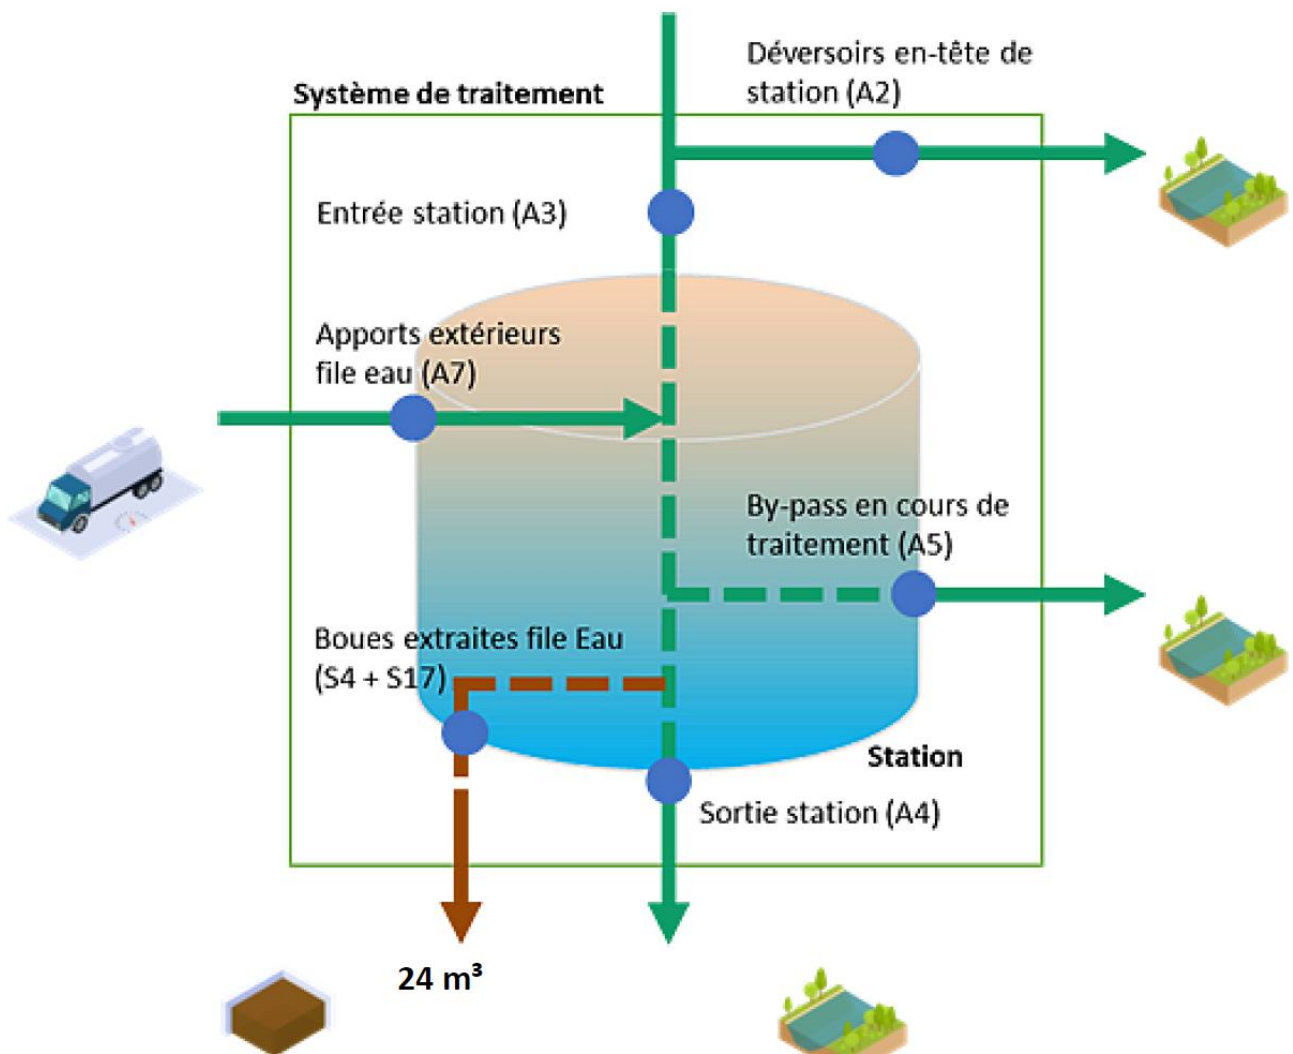 Déversoirs en-tête de
station (A2)
Système de traitement
Entrée station (A3)
Apports extérieurs
file eau (A7)
By-pass en cours de
traitement (A5)
Boues extraites file Eau
(S4 + S17)
Station
Sortie station (A4)
24 m³